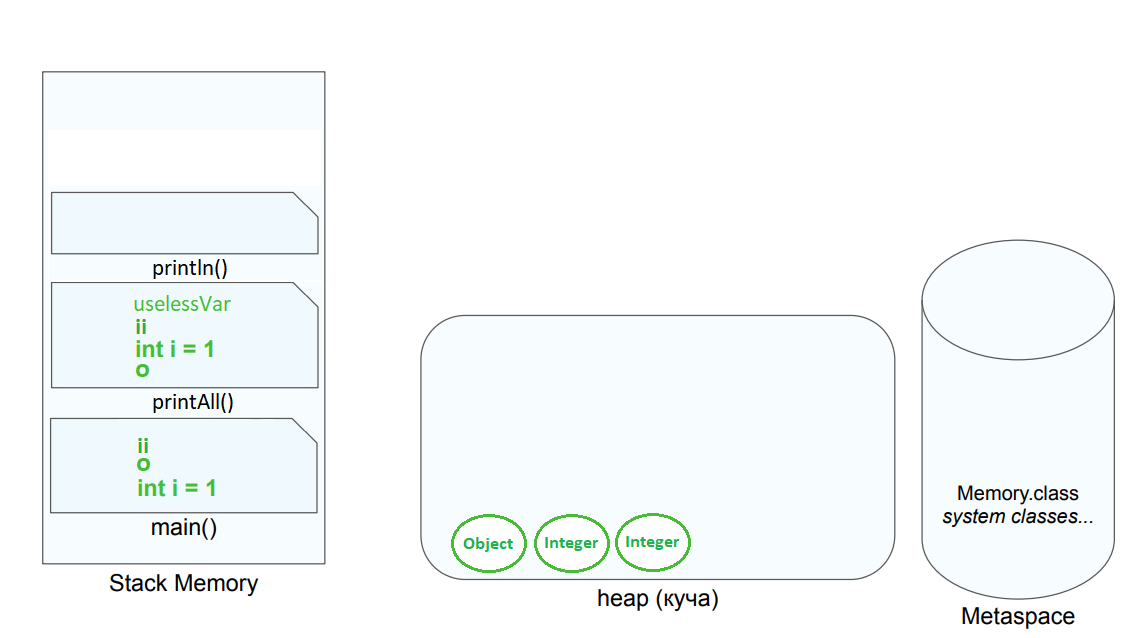 println()
uselessVar
ii
int i = 1
o
printAll()
ii
o
int i = 1
main()
Stack Memory
Object
Integer
Integer
heap (куча)
Memory.class
system classes...
Metaspace